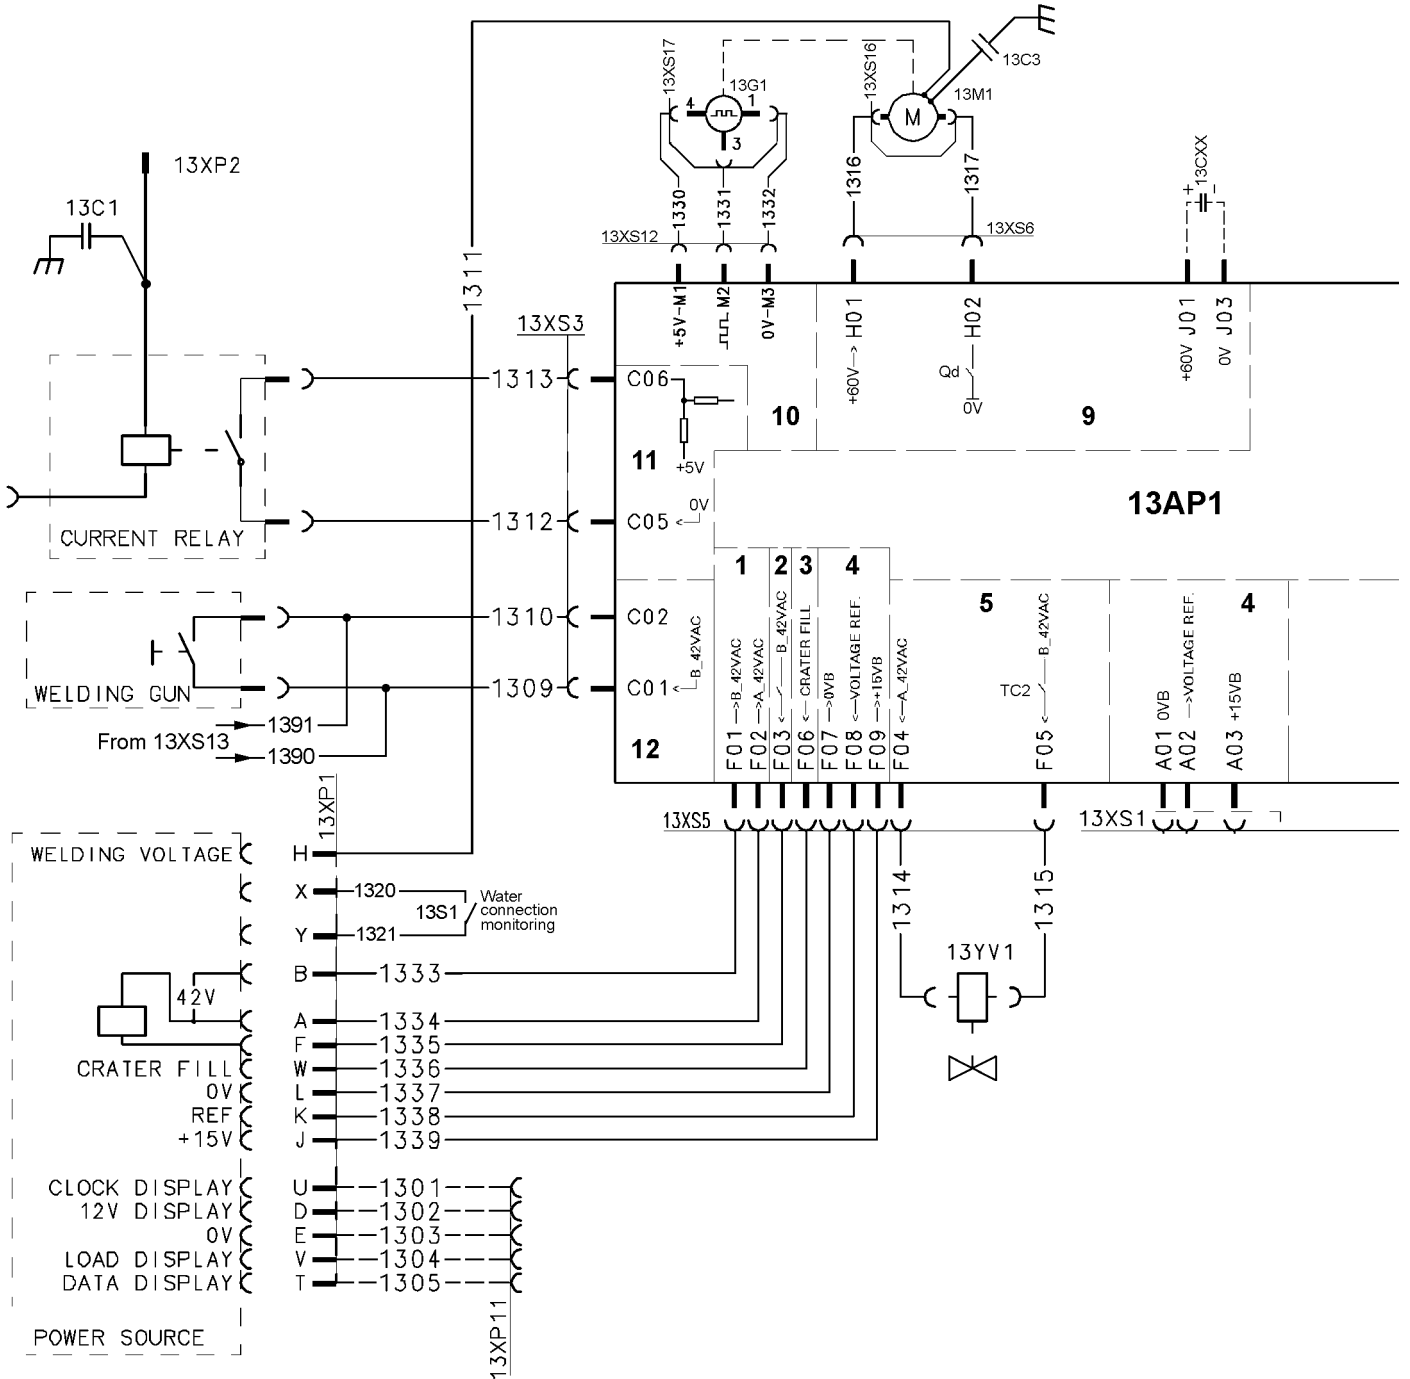 13XP2
13C1
13XS17
13G1
4
1
3
13XS16
M
13M1
13C3
1311
1330
1331
1332
1316
1317
13CXX
+
-
13XS12
13XS6
+5V-M1
M2
0V-M3
+60V H01
H02
Qd
0V
+60V J01
0V J03
13XS3
1313
C06
+5V
10
9
11
1312
C05
0V
13AP1
CURRENT RELAY
1
2
3
4
5
4
1310
C02
1309
C01
B_42VAC
12
WELDING GUN
1391
From 13XS13
1390
F01 B_42VAC
F02 A_42VAC
F03 B_42VAC
F06 CRATER FILL
F07 0VB
F08 VOLTAGE REF.
F09 +15VB
F04 A_42VAC
TC2
F05 B_42VAC
A01 0VB
A02 VOLTAGE REF.
A03 +15VB
13XP1
13XS5
13XS1
WELDING VOLTAGE
H
X
1320
13S1
Water
connection
monitoring
Y
1321
42V
B
1333
A
1334
F
1335
CRATER FILL
W
1336
0V
L
1337
REF
K
1338
+15V
J
1339
1314
1315
13YV1
CLOCK DISPLAY
U
1301
12V DISPLAY
D
1302
0V
E
1303
LOAD DISPLAY
V
1304
DATA DISPLAY
T
1305
13XP11
POWER SOURCE